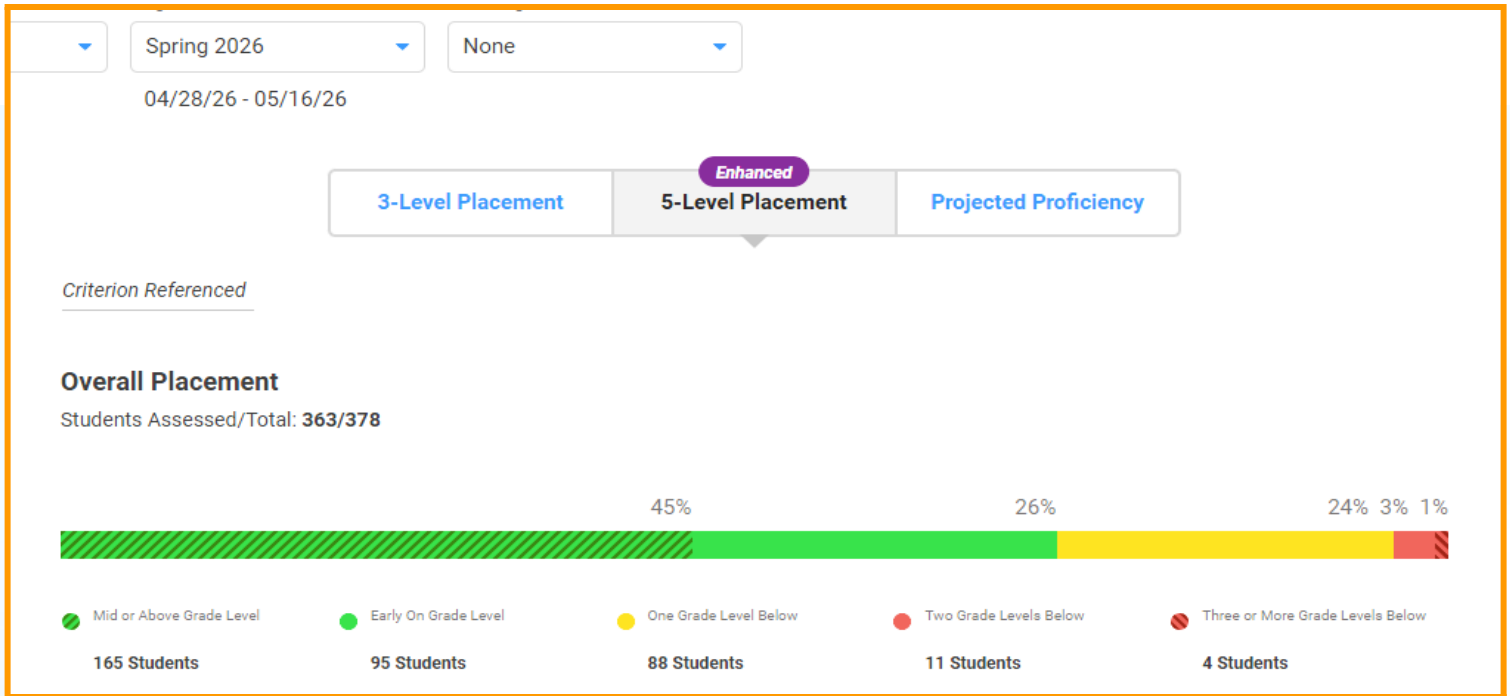 Spring 2026
None
04/28/26 - 05/16/26
Enhanced
3-Level Placement
5-Level Placement
Projected Proficiency
Criterion Referenced
Overall Placement
Students Assessed/Total: 363/378
45% 26% 24% 3% 1%
Mid or Above Grade Level
165 Students
Early On Grade Level
95 Students
One Grade Level Below
88 Students
Two Grade Levels Below
11 Students
Three or More Grade Levels Below
4 Students